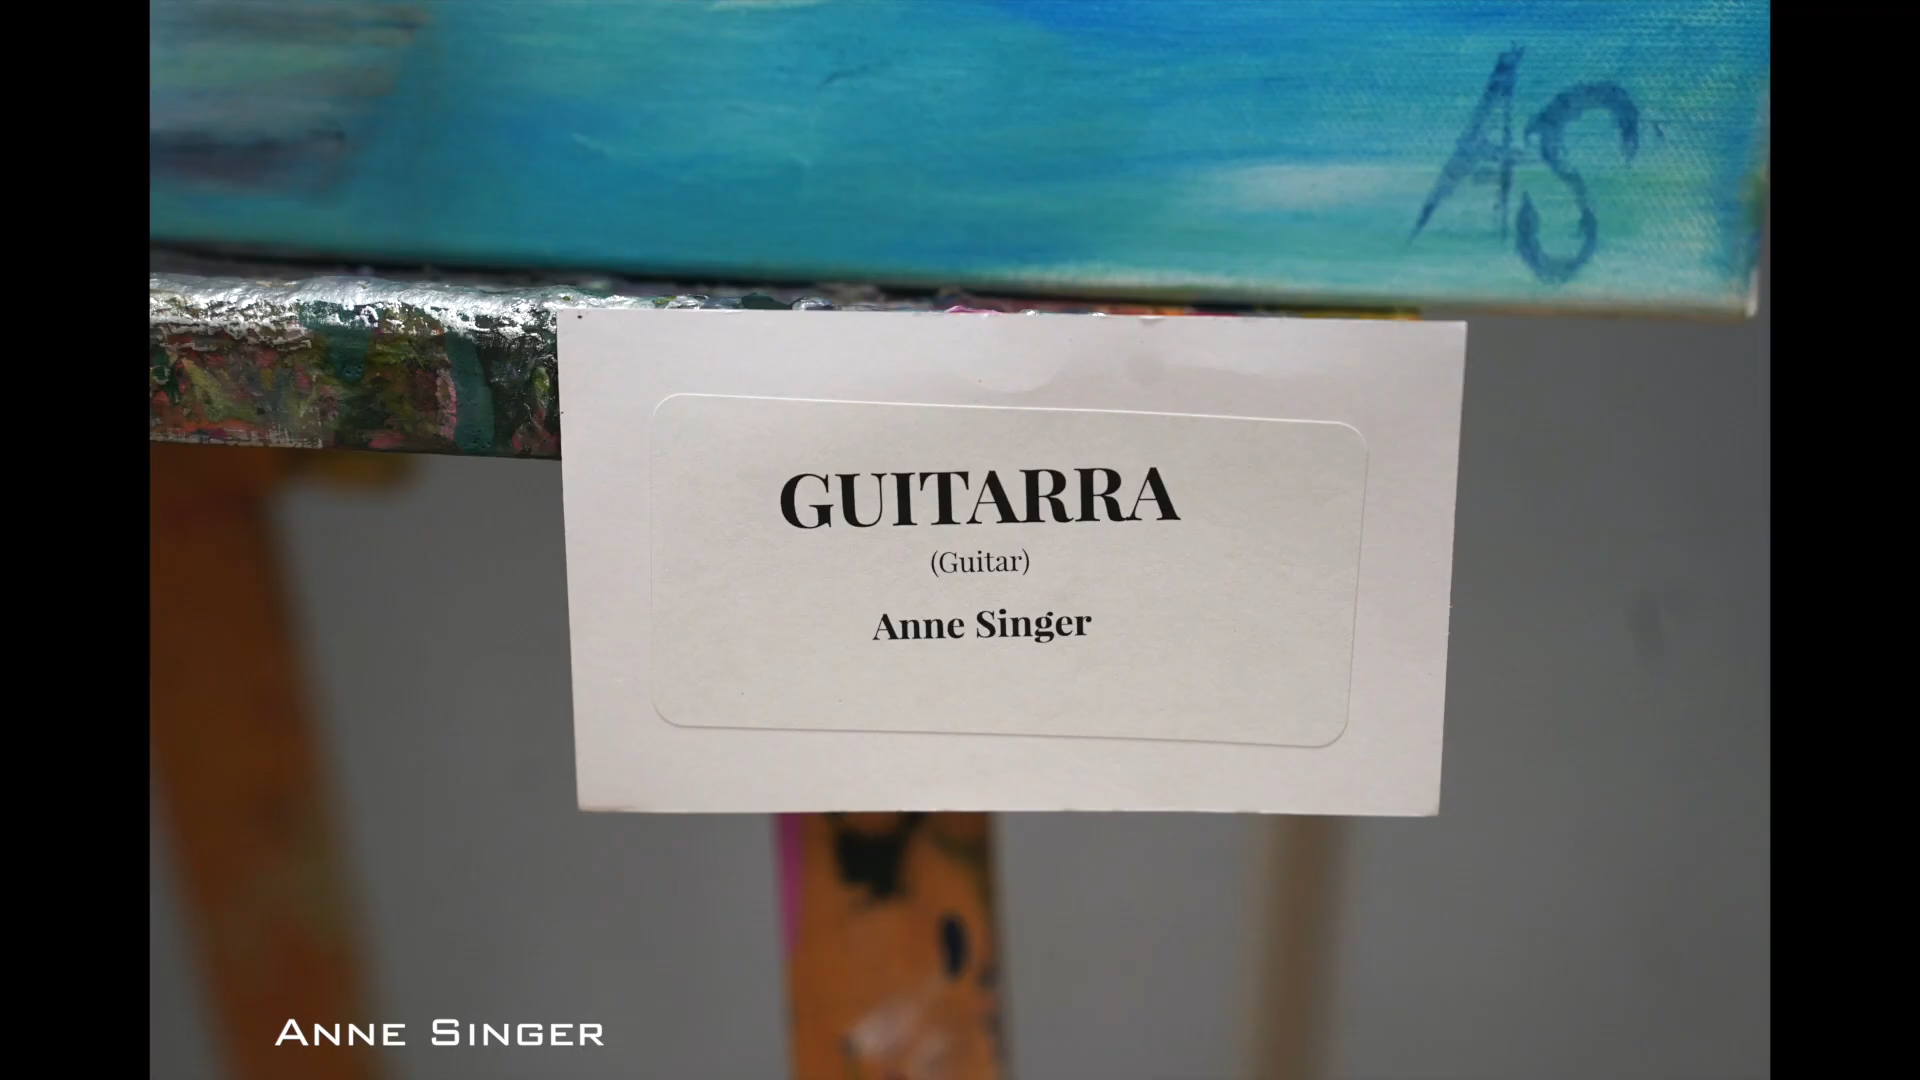 AS
GUITARRA
(Guitar)
Anne Singer
ANNE SINGER